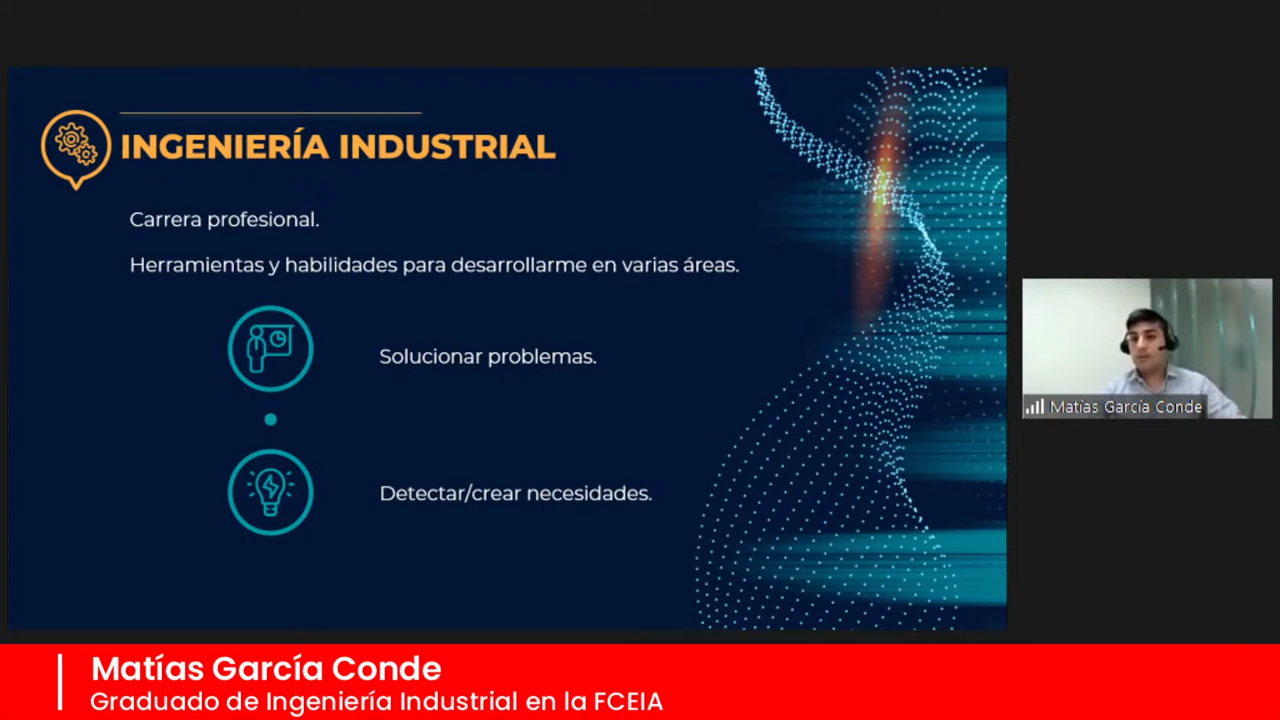 INGENIERÍA INDUSTRIAL
Carrera profesional.
Herramientas y habilidades para desarrollarme en varias áreas.
Solucionar problemas.
Detectar/crear necesidades.
Matías García Conde
Matías García Conde
Graduado de Ingeniería Industrial en la FCEIA